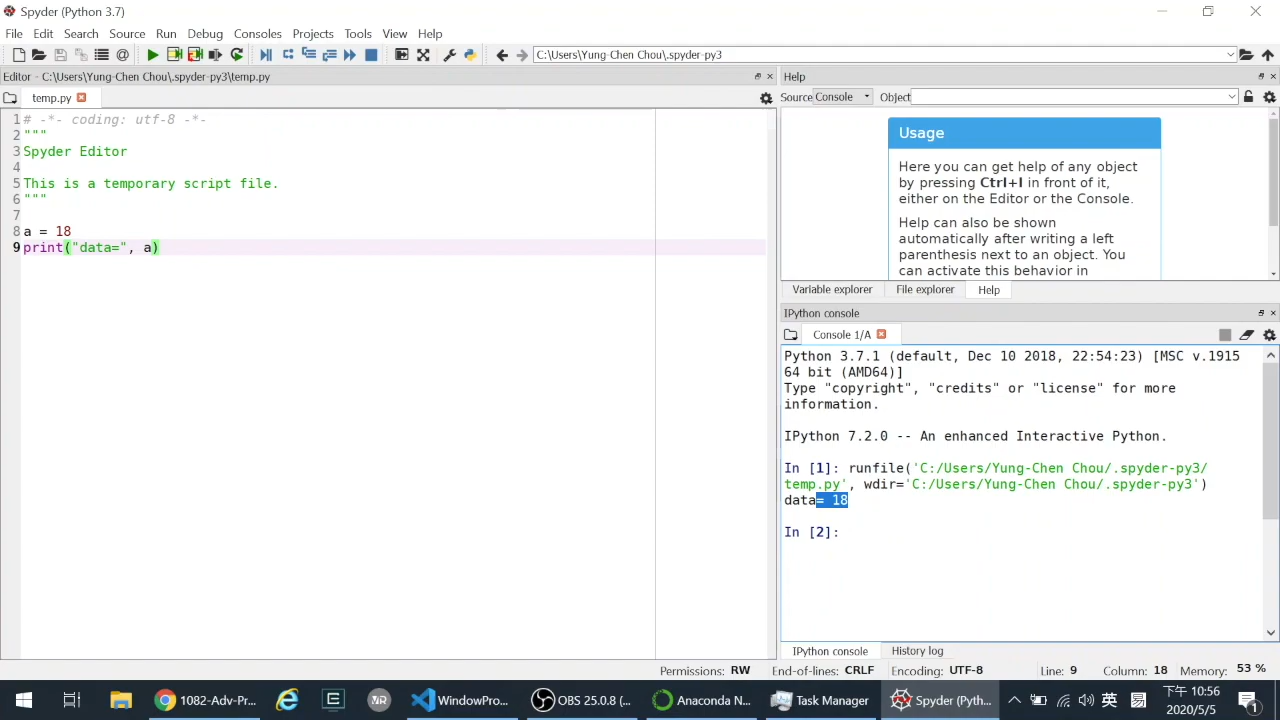 Spyder (Python 3.7)
File Edit Search Source Run Debug Consoles Projects Tools View Help
C:\Users\Yung-Chen Chou\.spyder-py3
Editor - C:\Users\Yung-Chen Chou\.spyder-py3\temp.py
temp.py
1 # -*- coding: utf-8 -*-
2 """
3 Spyder Editor
4
5 This is a temporary script file.
6 """
7
8 a = 18
9 print("data=", a)
Help
Source Console Object
Usage
Here you can get help of any object
by pressing Ctrl+I in front of it,
either on the Editor or the Console.
Help can also be shown
automatically after writing a left
parenthesis next to an object. You
can activate this behavior in
Variable explorer File explorer Help
IPython console
Console 1/A
Python 3.7.1 (default, Dec 10 2018, 22:54:23) [MSC v.1915
64 bit (AMD64)]
Type "copyright", "credits" or "license" for more
information.
IPython 7.2.0 -- An enhanced Interactive Python.
In [1]: runfile('C:/Users/Yung-Chen Chou/.spyder-py3/
temp.py', wdir='C:/Users/Yung-Chen Chou/.spyder-py3')
data= 18
In [2]:
IPython console History log
Permissions: RW End-of-lines: CRLF Encoding: UTF-8 Line: 9 Column: 18 Memory: 53 %
1082-Adv-Pr... WindowPro... OBS 25.0.8 (... Anaconda N... Task Manager Spyder (Pyth... 英 下午 10:56
2020/5/5 1